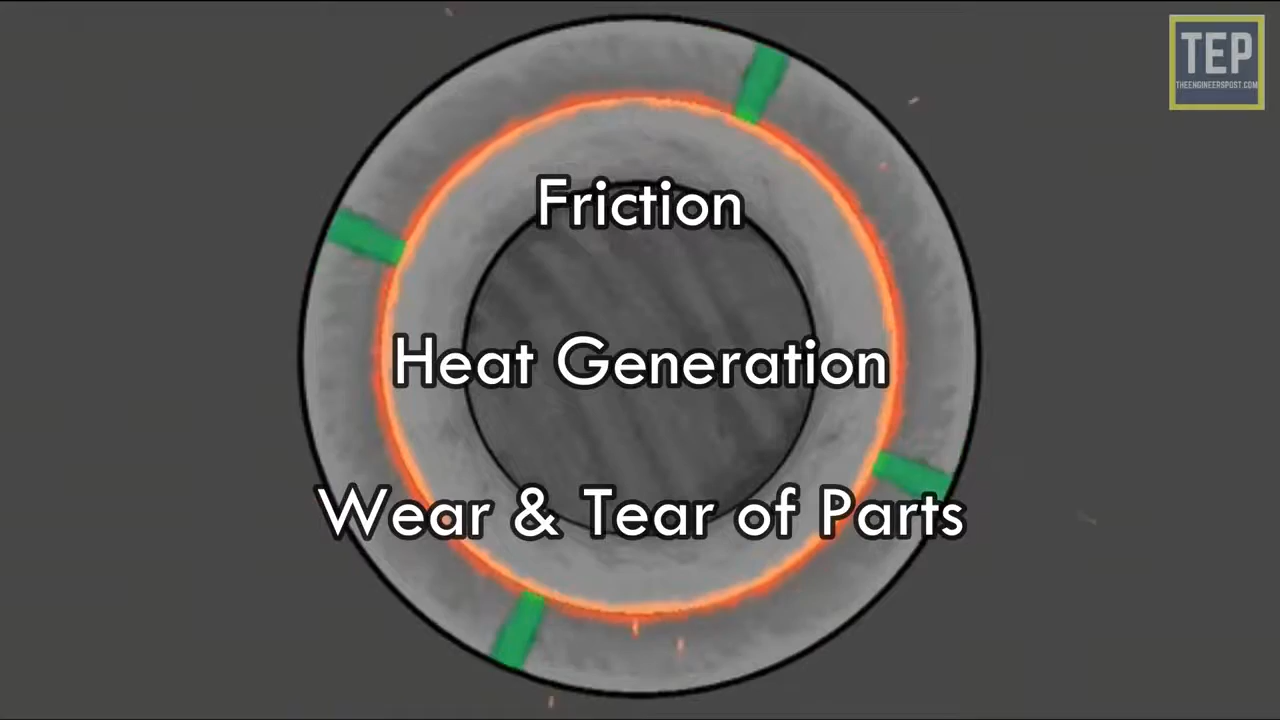 TEP
THEENGINEERSPOST.COM
Friction
Heat Generation
Wear & Tear of Parts